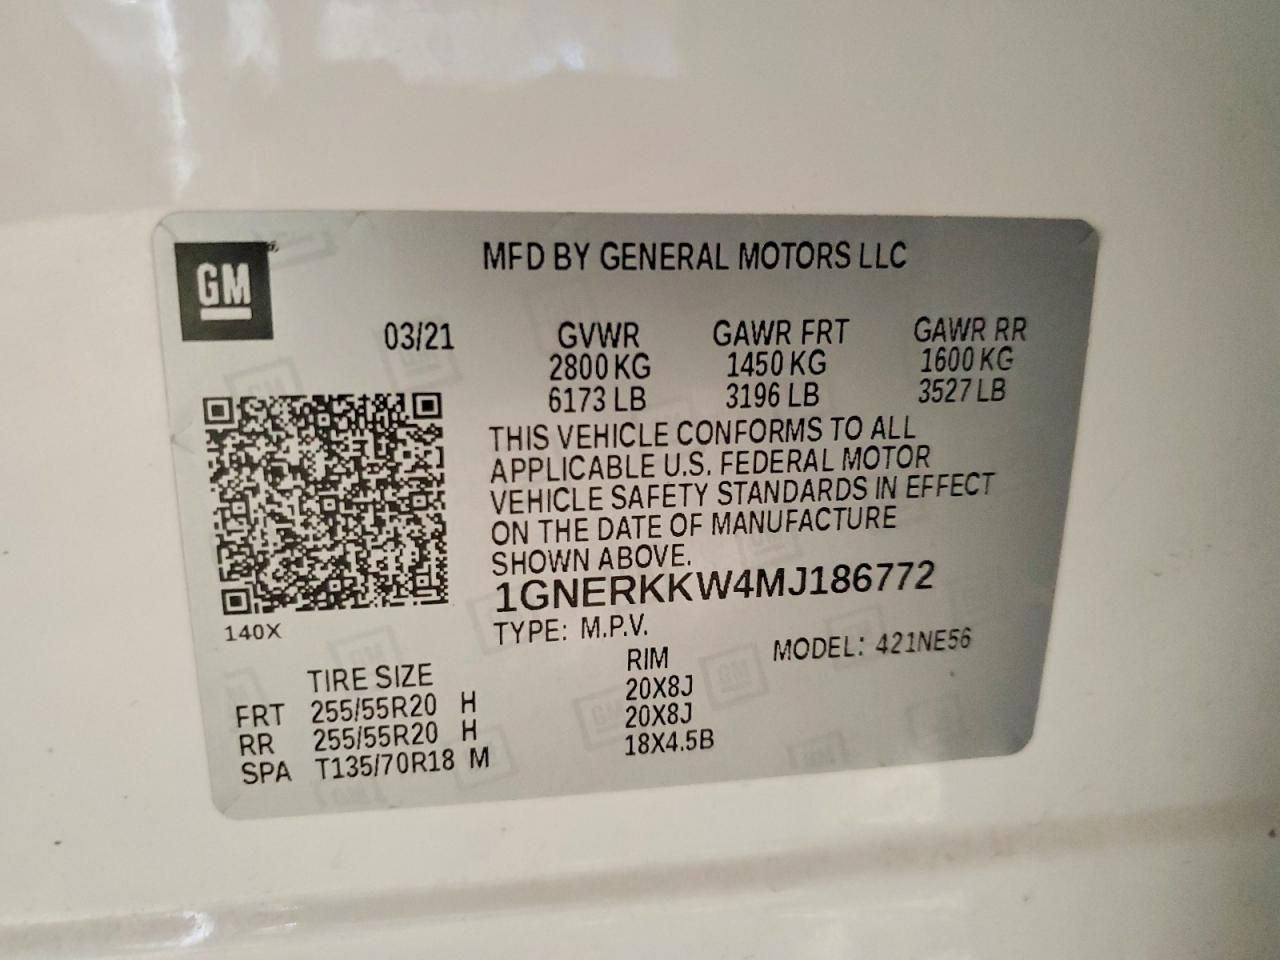 GM
MFD BY GENERAL MOTORS LLC
03/21 GVWR GAWR FRT GAWR RR
2800 KG 1450 KG 1600 KG
6173 LB 3196 LB 3527 LB
THIS VEHICLE CONFORMS TO ALL
APPLICABLE U.S. FEDERAL MOTOR
VEHICLE SAFETY STANDARDS IN EFFECT
ON THE DATE OF MANUFACTURE
SHOWN ABOVE.
1GNERKKW4MJ186772
140X
TYPE: M.P.V. MODEL: 421NE56
TIRE SIZE RIM
FRT 255/55R20 H 20X8J
RR 255/55R20 H 20X8J
SPA T135/70R18 M 18X4.5B